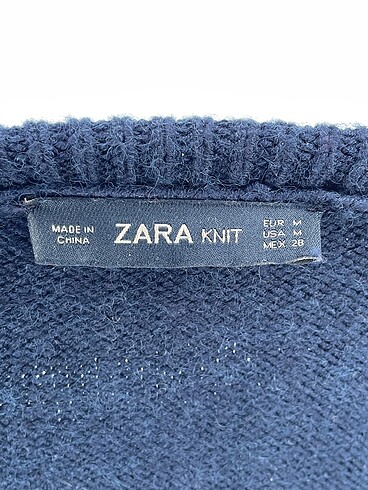 MADE IN
CHINA
ZARA KNIT
EUR M
USA M
MEX 28